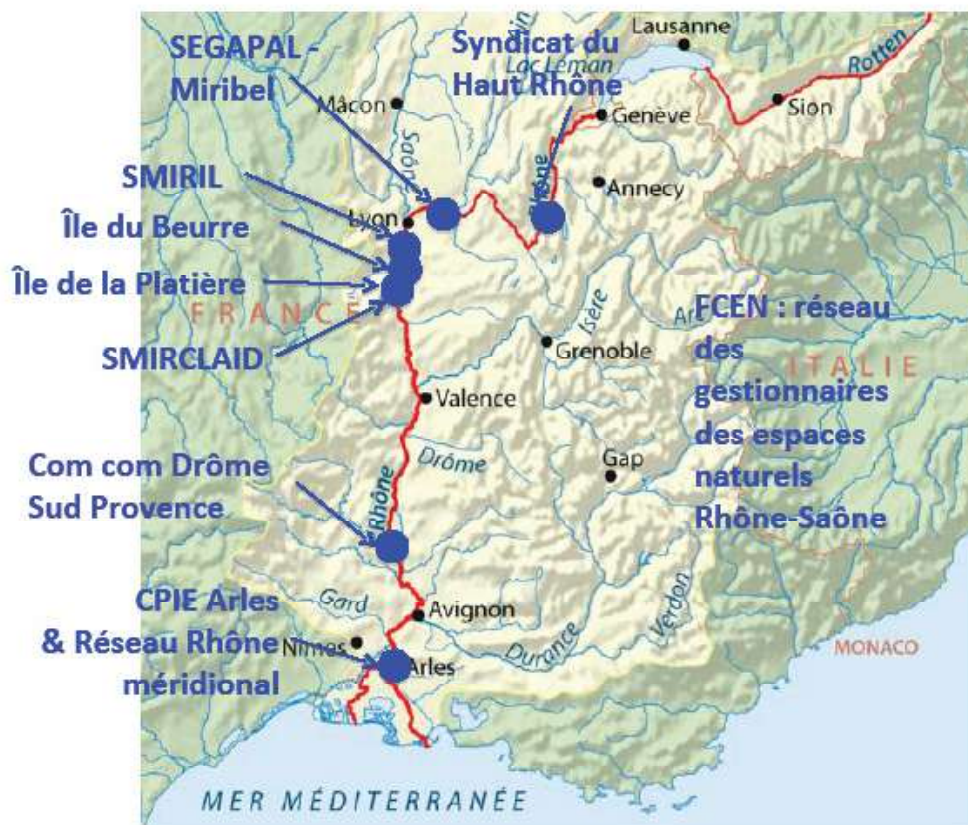 SEGAPAL -
Miribel
Syndicat du
Haut Rhône
Lausanne
Lac Léman
Rotten
Mâcon
Saône
Genève
Sion
Rhône
Annecy
SMIRIL
Lyon
Île du Beurre
Île de la Platière
FRANCE
SMIRCLAID
Isère
Grenoble
FCEN : réseau
des
gestionnaires
des espaces
naturels
Rhône-Saône
ITALIE
Valence
Drôme
Gap
Com com Drôme
Sud Provence
Rhône
CPIE Arles
& Réseau Rhône
méridional
Gard
Avignon
Nîmes
Durance
Verdon
MONACO
Arles
MER MÉDITERRANÉE